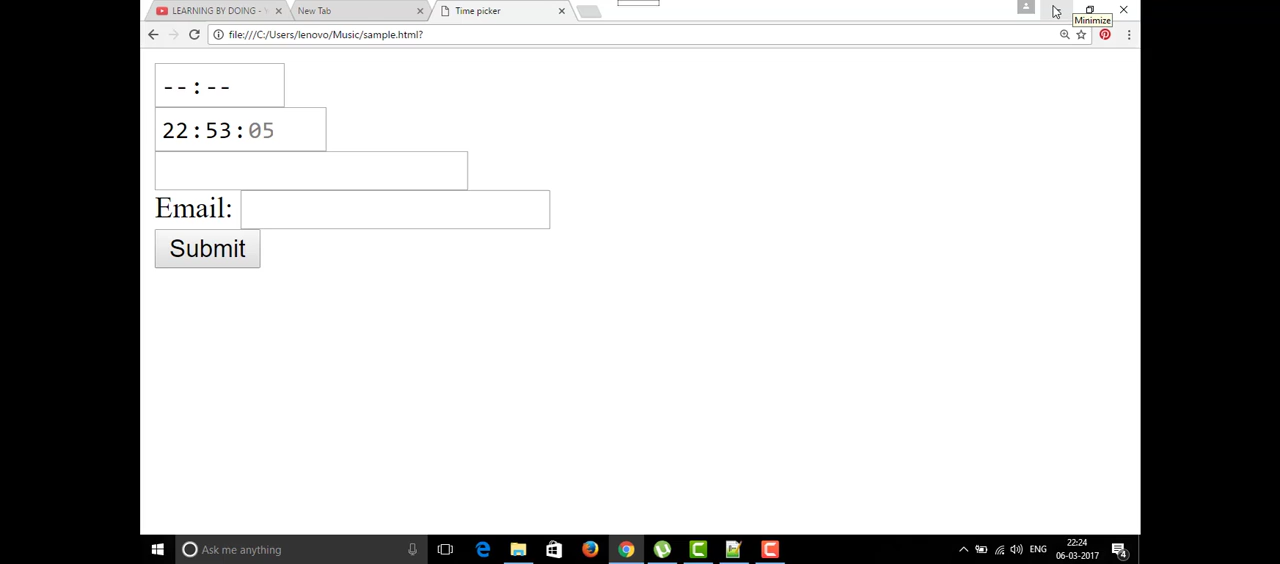 LEARNING BY DOING - Y
New Tab
Time picker
Minimize
file:///C:/Users/lenovo/Music/sample.html?
--:--
22:53:05
Email:
Submit
Ask me anything
ENG
22:24
06-03-2017
4